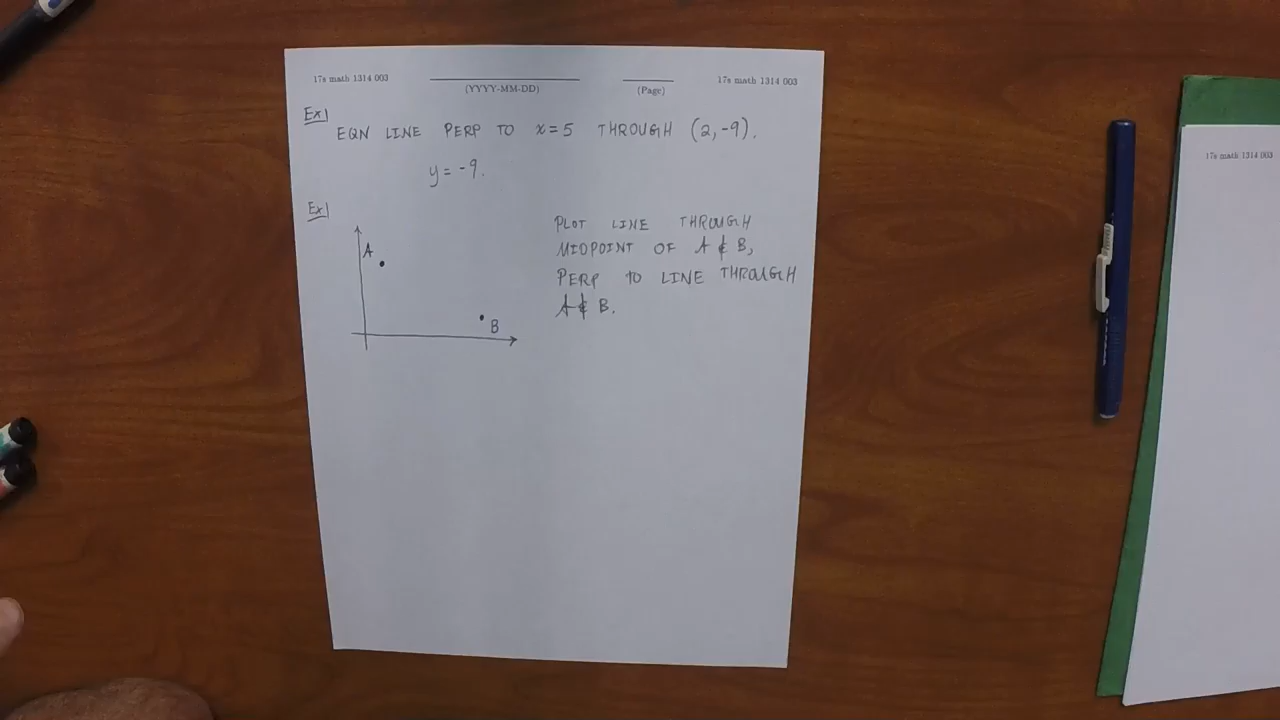 17s math 1314 003
(YYYY-MM-DD)
(Page)
17s math 1314 003
Ex
EQN LINE PERP TO x=5 THROUGH (2,-9).
y=-9.
Ex
A
B
PLOT LINE THROUGH
MIDPOINT OF A & B,
PERP TO LINE THROUGH
A & B.
17s math 1314 003